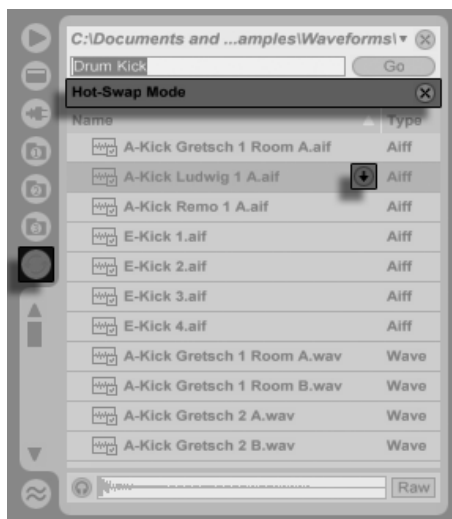 C:\Documents and ...amples\Waveforms\
Drum Kick Go
Hot-Swap Mode
Name Type
A-Kick Gretsch 1 Room A.aif Aiff
A-Kick Ludwig 1 A.aif Aiff
A-Kick Remo 1 A.aif Aiff
E-Kick 1.aif Aiff
E-Kick 2.aif Aiff
E-Kick 3.aif Aiff
E-Kick 4.aif Aiff
A-Kick Gretsch 1 Room A.wav Wave
A-Kick Gretsch 1 Room B.wav Wave
A-Kick Gretsch 2 A.wav Wave
A-Kick Gretsch 2 B.wav Wave
Raw
1
2
3